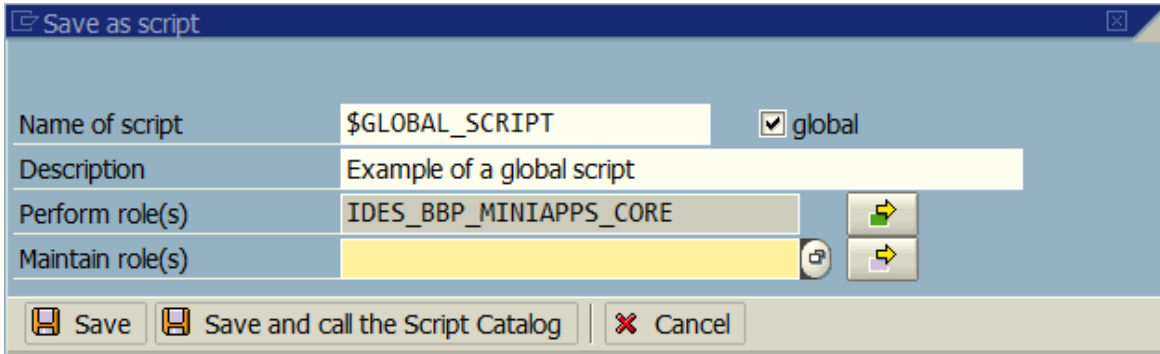 Save as script
Name of script $GLOBAL_SCRIPT global
Description Example of a global script
Perform role(s) IDES_BBP_MINIAPPS_CORE
Maintain role(s)
Save Save and call the Script Catalog Cancel